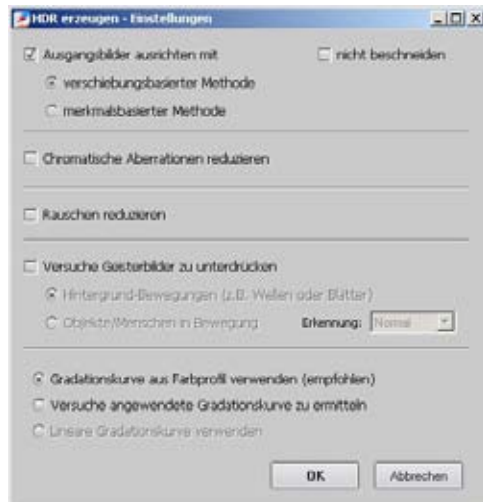 HDR erzeugen - Einstellungen
Ausgangsbilder ausrichten mit
nicht beschneiden
verschiebungsbasierter Methode
merkmalsbasierter Methode
Chromatische Aberrationen reduzieren
Rauschen reduzieren
Versuche Geisterbilder zu unterdrücken
Hintergrund-Bewegungen (z.B. Wellen oder Blätter)
Objekte/Menschen in Bewegung
Erkennung: Normal
Gradationskurve aus Farbprofil verwenden (empfohlen)
Versuche angewendete Gradationskurve zu ermitteln
Lineare Gradationskurve verwenden
OK
Abbrechen